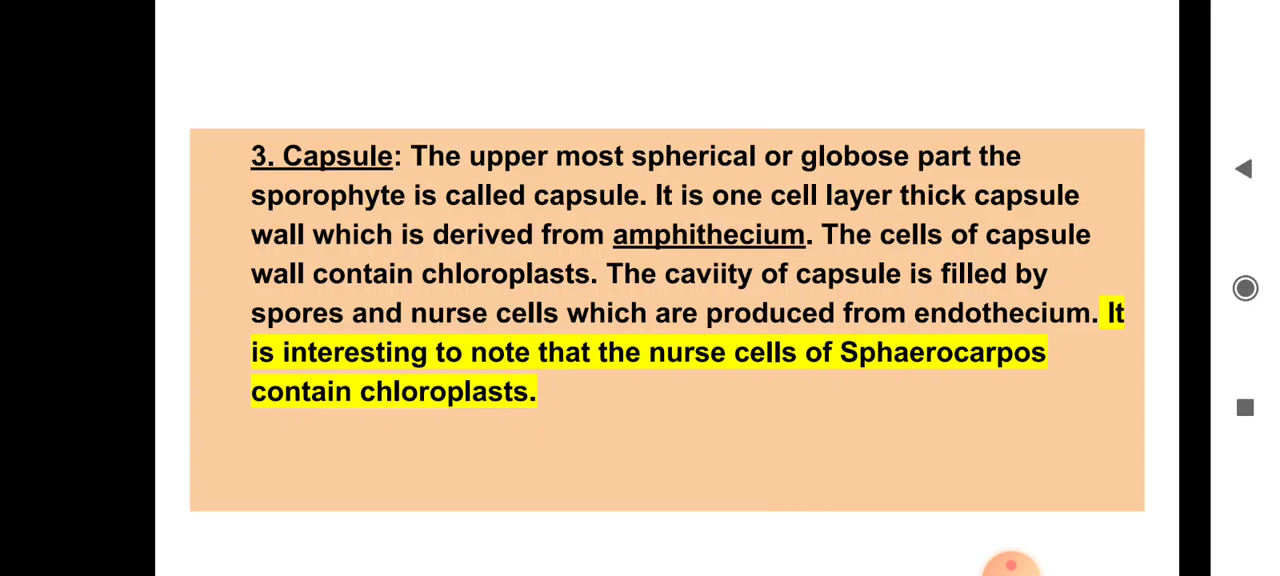 3. Capsule: The upper most spherical or globose part the
sporophyte is called capsule. It is one cell layer thick capsule
wall which is derived from amphithecium. The cells of capsule
wall contain chloroplasts. The caviity of capsule is filled by
spores and nurse cells which are produced from endothecium. It
is interesting to note that the nurse cells of Sphaerocarpos
contain chloroplasts.